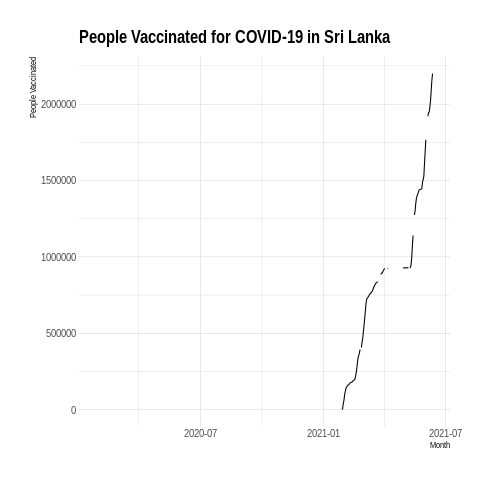 People Vaccinated for COVID-19 in Sri Lanka
People Vaccinated
2000000
1500000
1000000
500000
0
2020-07 2021-01 2021-07
Month